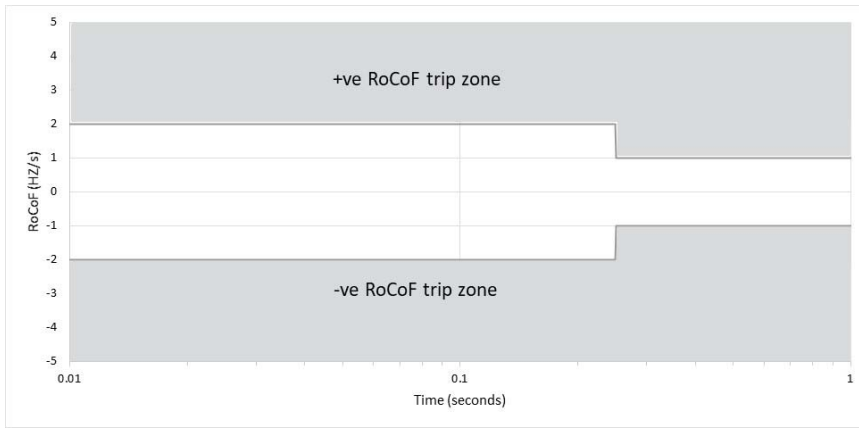 5
4
+ve RoCoF trip zone
3
2
1
0
RoCoF (HZ/s)
-1
-2
-ve RoCoF trip zone
-3
-4
-5
0.01 0.1 1
Time (seconds)